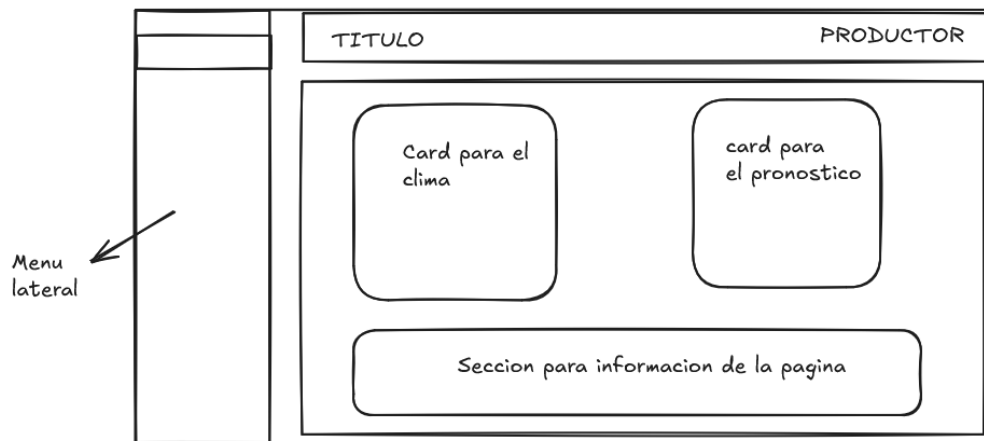 TITULO
PRODUCTOR
Card para el
clima
card para
el pronostico
Menu
lateral
Seccion para informacion de la pagina